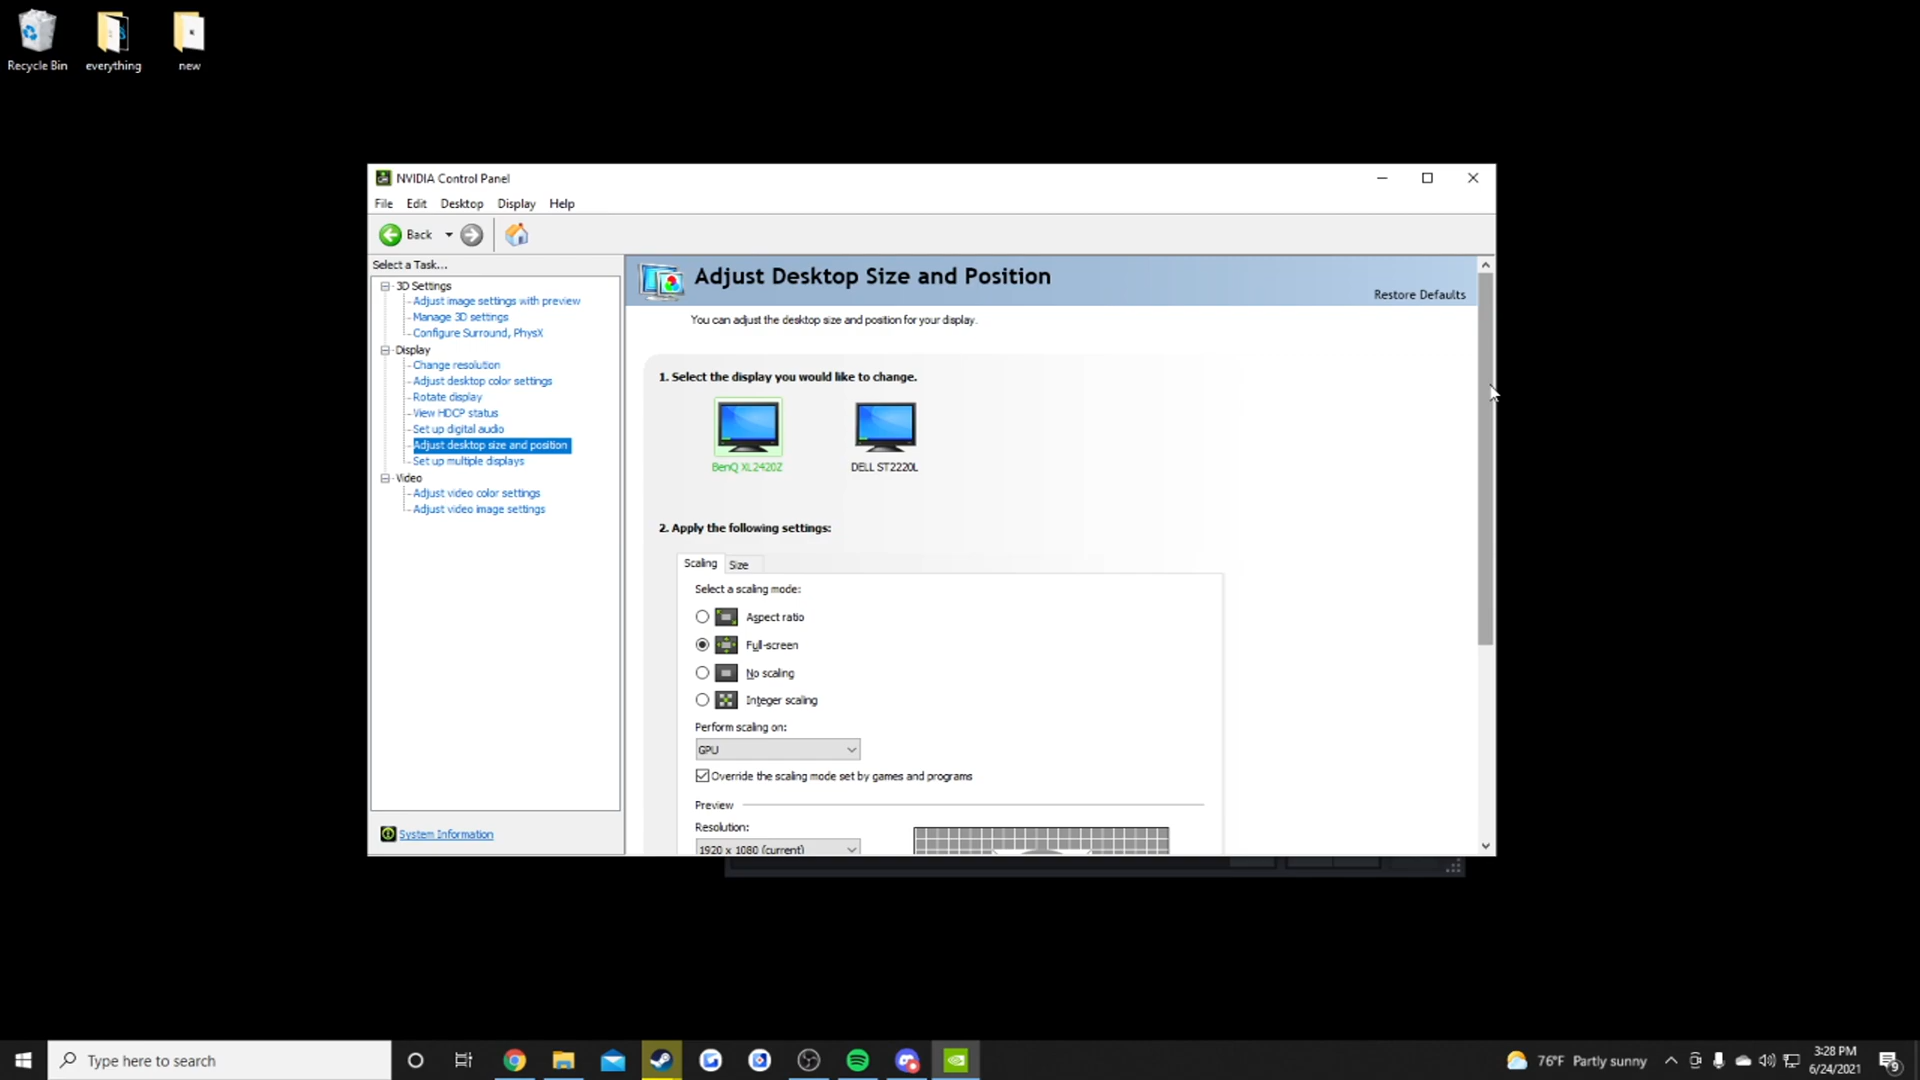 Recycle Bin
everything
new
NVIDIA Control Panel
File Edit Desktop Display Help
Back
Select a Task...
3D Settings
Adjust image settings with preview
Manage 3D settings
Configure Surround, PhysX
Display
Change resolution
Adjust desktop color settings
Rotate display
View HDCP status
Set up digital audio
Adjust desktop size and position
Set up multiple displays
Video
Adjust video color settings
Adjust video image settings
System Information
Adjust Desktop Size and Position
Restore Defaults
You can adjust the desktop size and position for your display.
1. Select the display you would like to change.
BenQ XL2420Z
DELL ST2220L
2. Apply the following settings:
Scaling Size
Select a scaling mode:
Aspect ratio
Full-screen
No scaling
Integer scaling
Perform scaling on:
GPU
Override the scaling mode set by games and programs
Preview
Resolution:
1920 x 1080 (current)
Type here to search
76°F Partly sunny
3:28 PM
6/24/2021
9